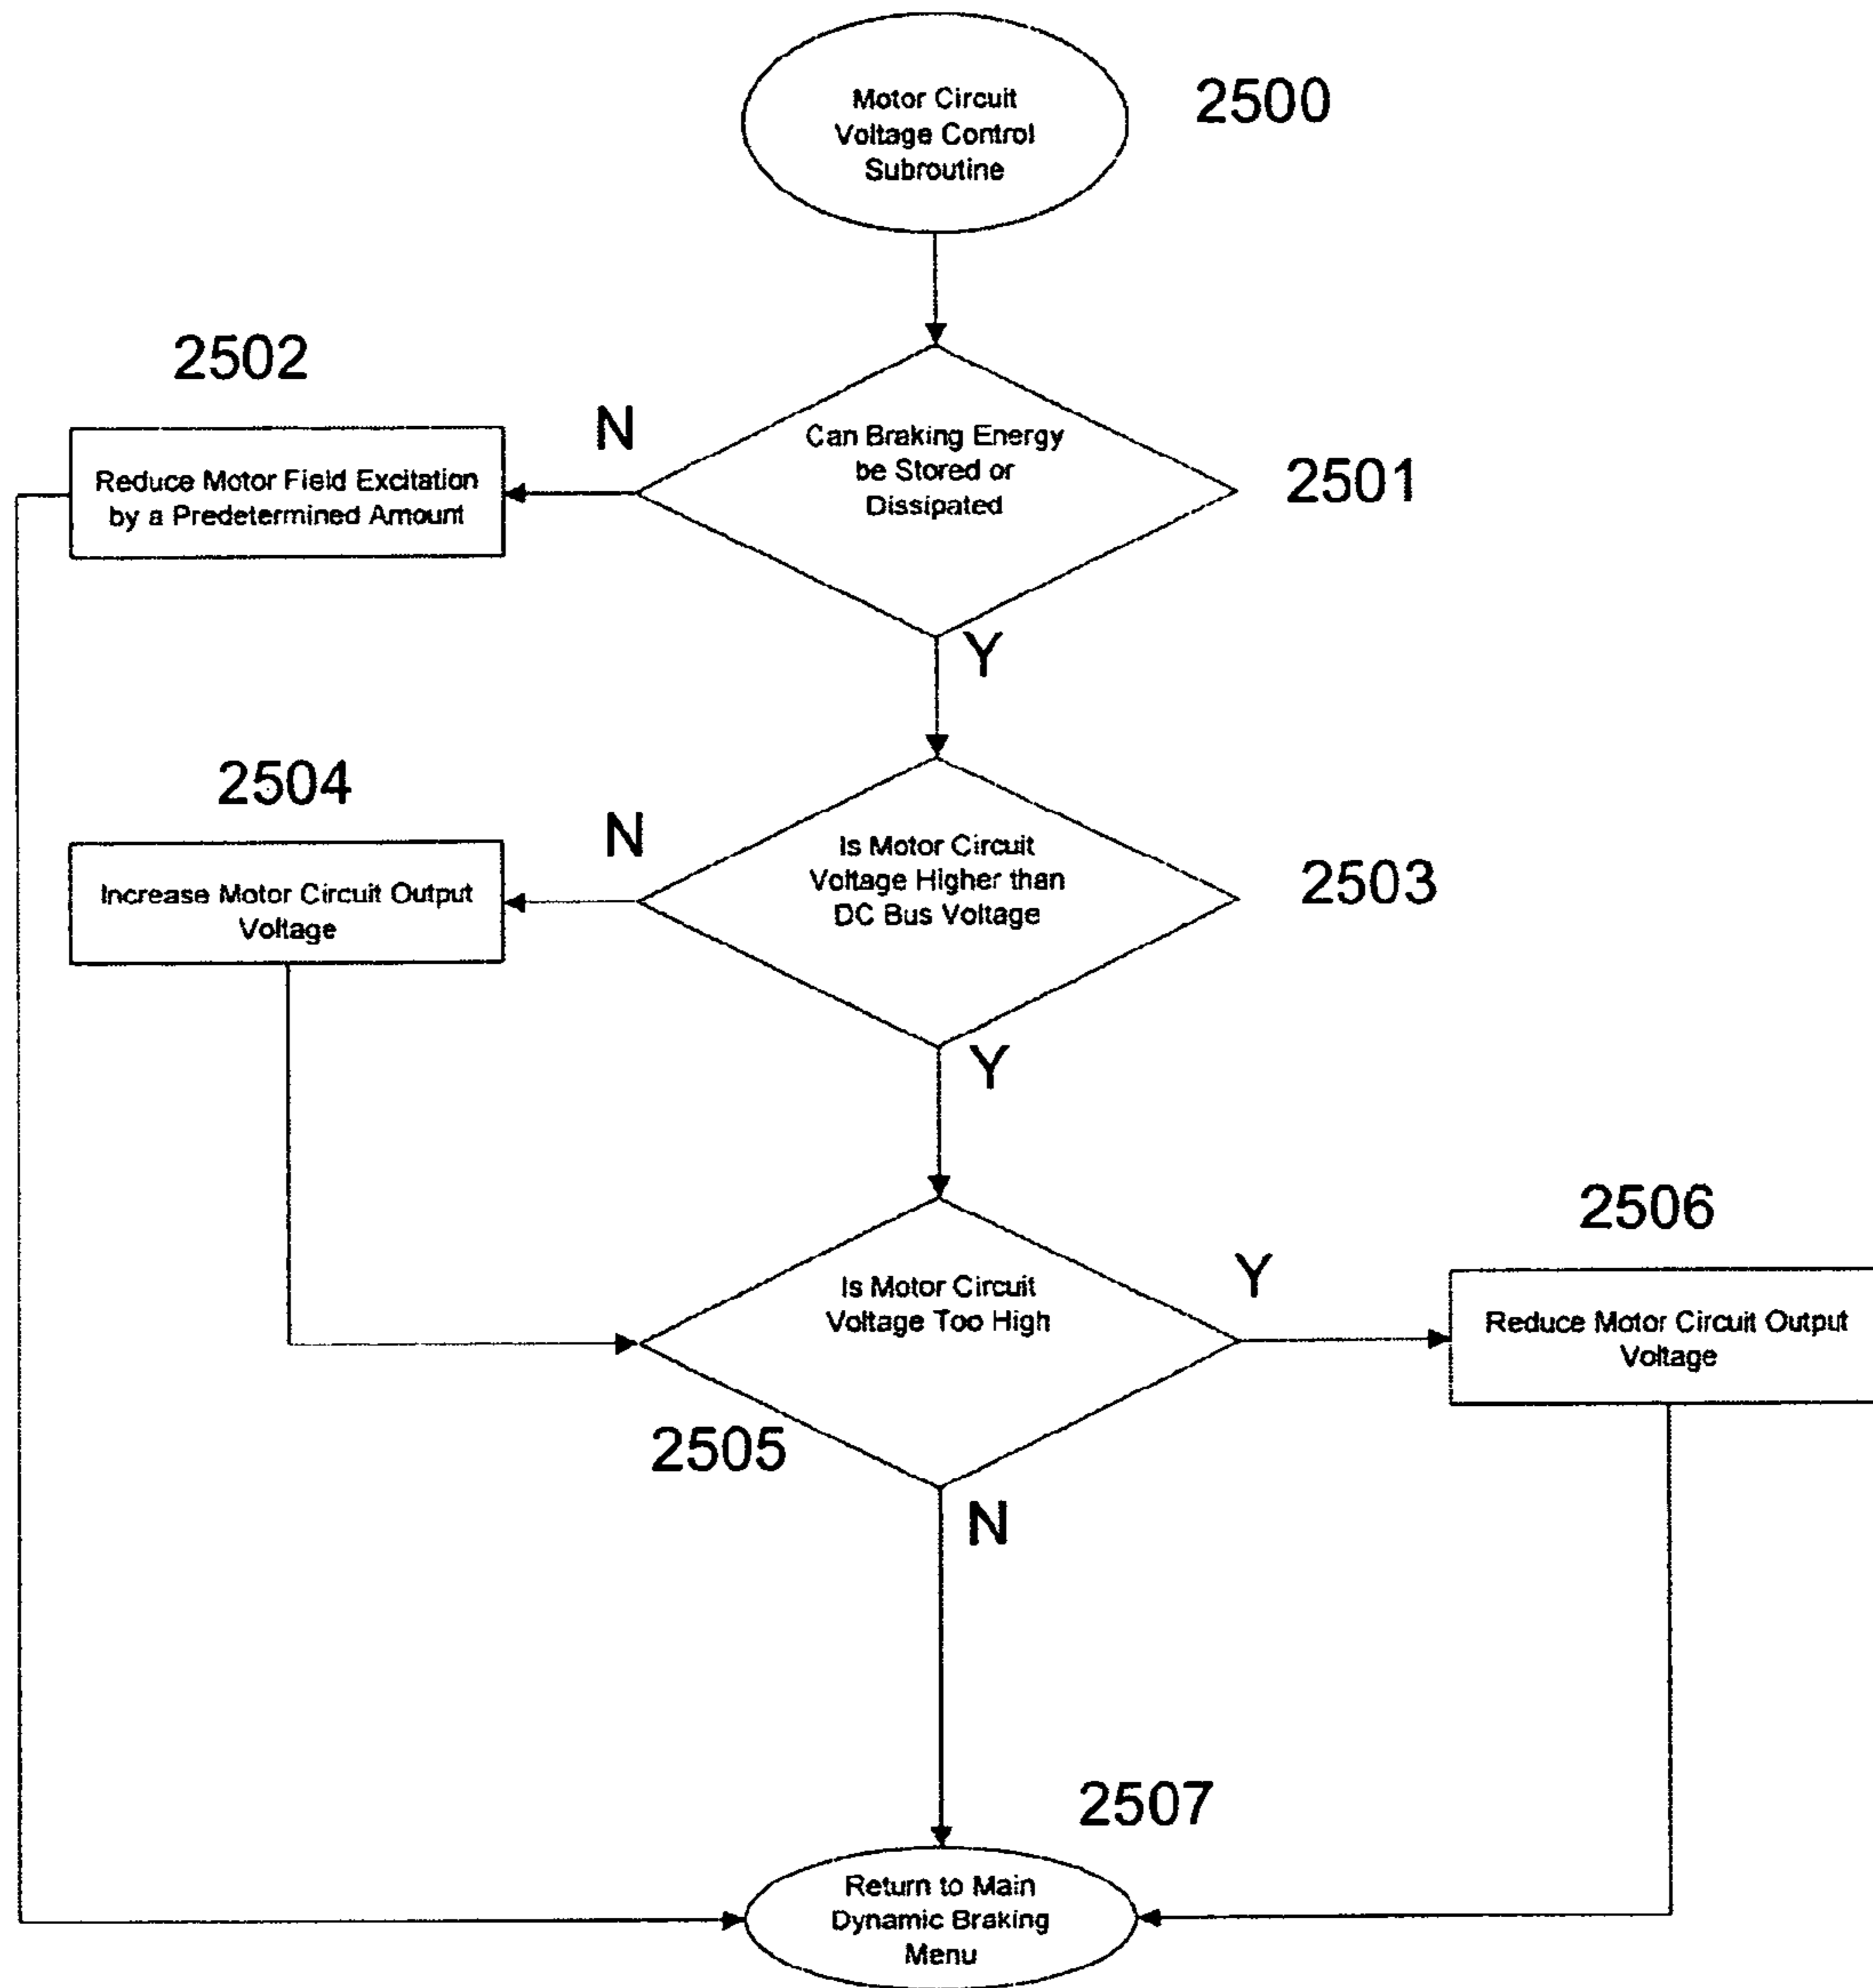 Motor Circuit
Voltage Control
Subroutine
2500
2502
N
Can Braking Energy
be Stored or
Dissipated
2501
Reduce Motor Field Excitation
by a Predetermined Amount
Y
2504
N
Is Motor Circuit
Voltage Higher than
DC Bus Voltage
2503
Increase Motor Circuit Output
Voltage
Y
2506
Is Motor Circuit
Voltage Too High
Y
Reduce Motor Circuit Output
Voltage
2505
N
2507
Return to Main
Dynamic Braking
Menu